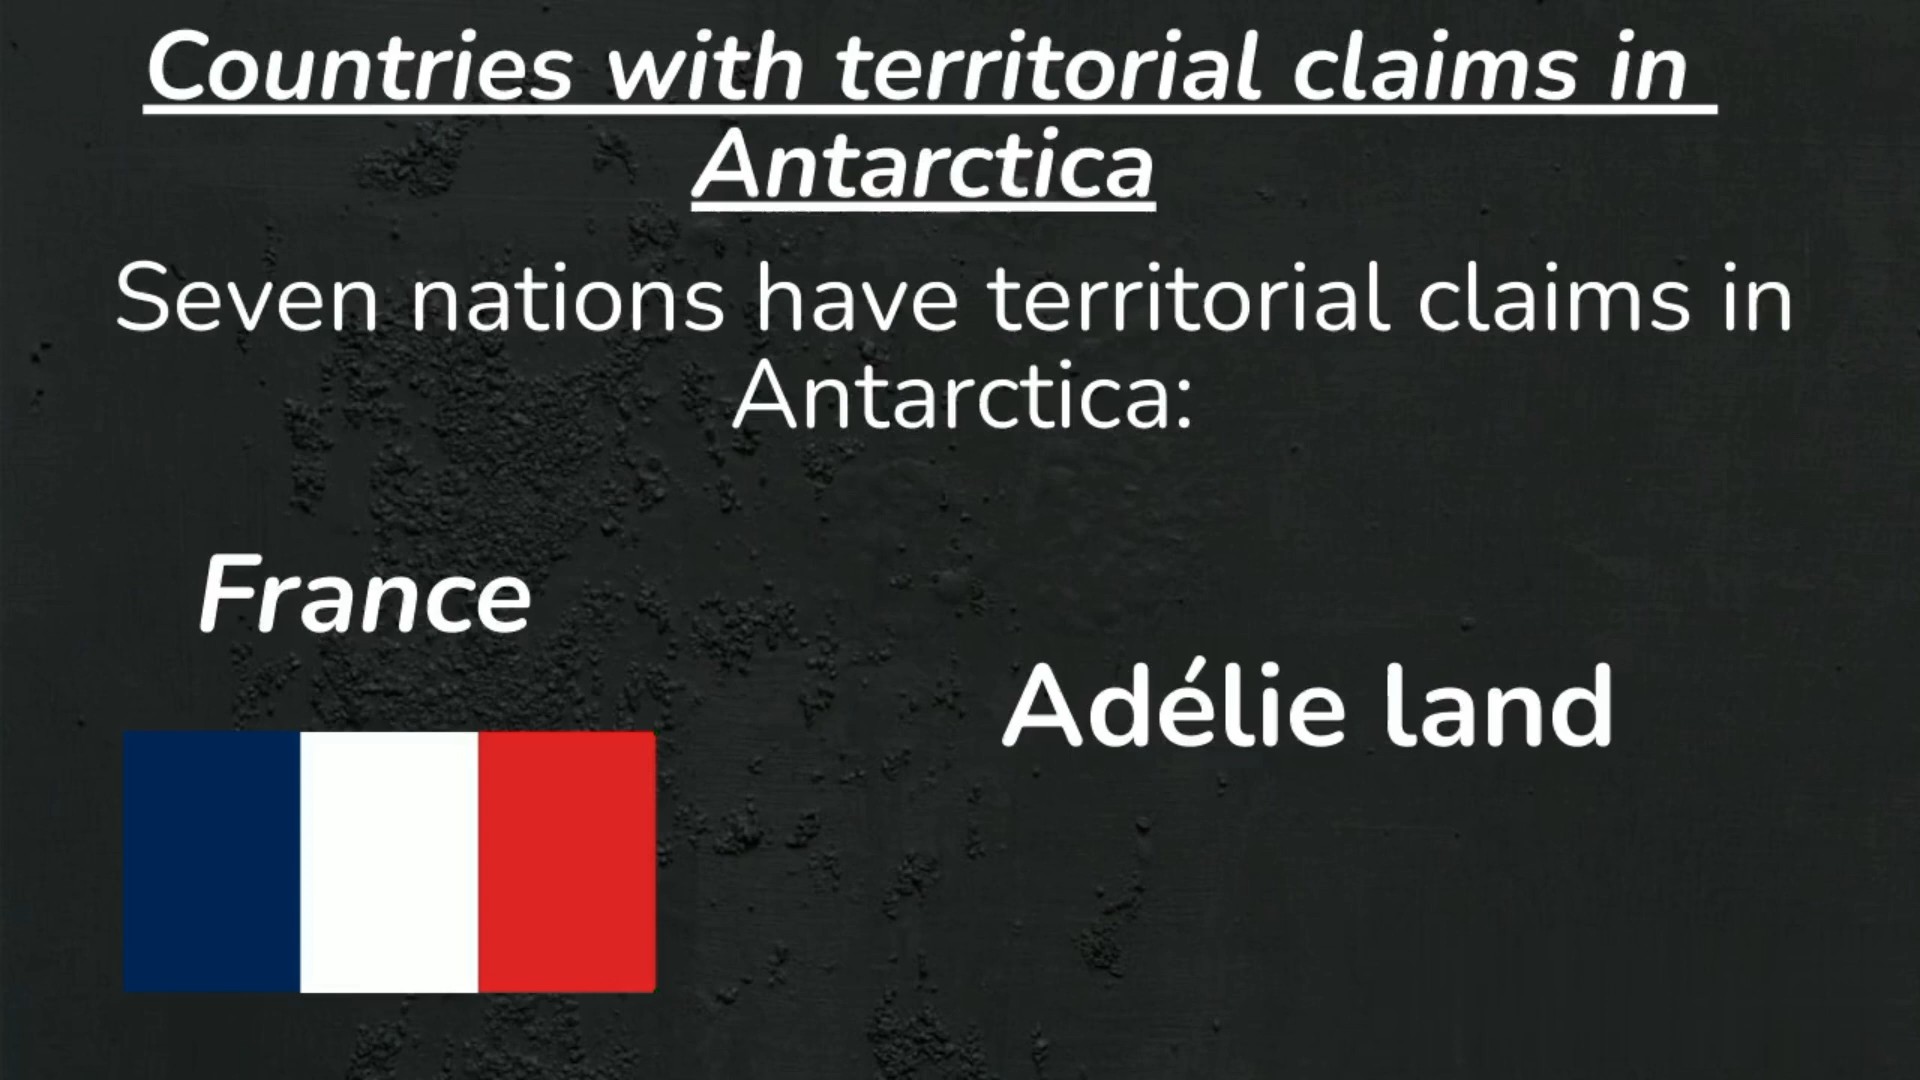 Countries with territorial claims in
Antarctica
Seven nations have territorial claims in
Antarctica:
France
Adélie land